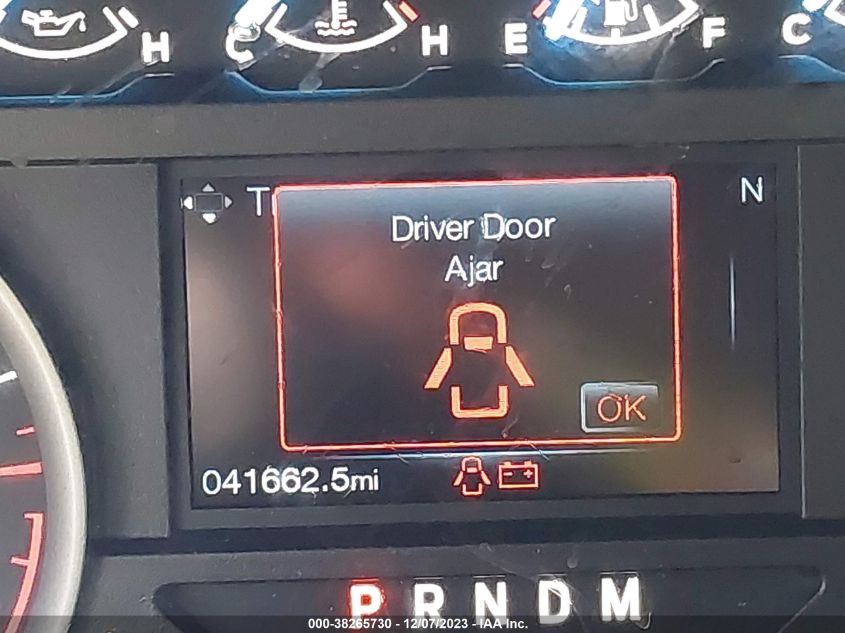 H C H E F C
T N
Driver Door
Ajar
OK
041662.5mi
P R N D M
000-38265730 - 12/07/2023 - IAA Inc.